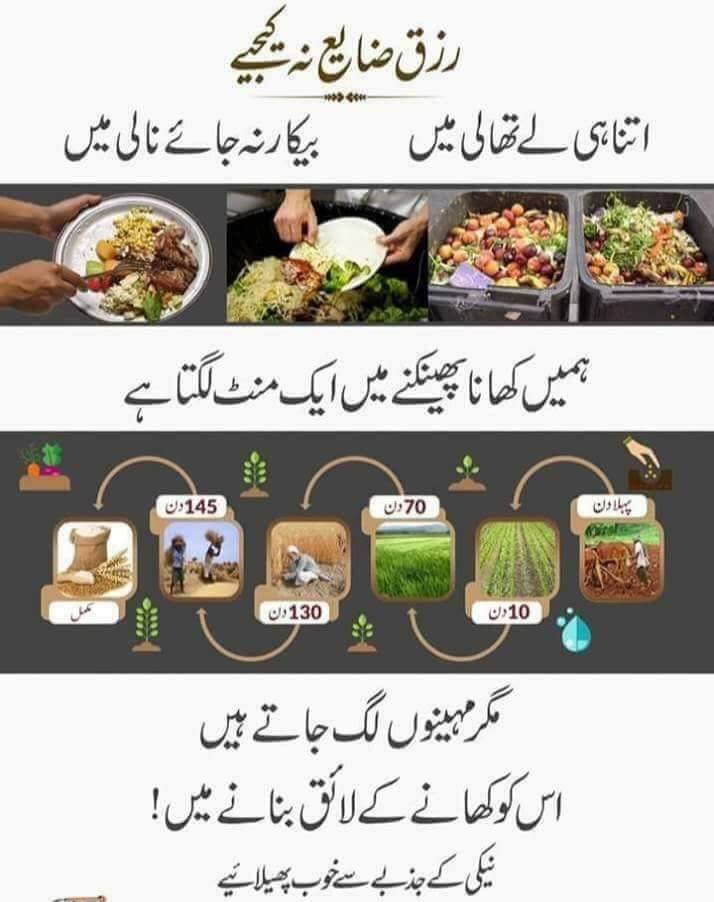 رزق ضایع نہ کیجیے
اتنا ہی لے تھالی میں بیکار نہ جائے نالی میں
ہمیں کھانا پھینکنے میں ایک منٹ لگتا ہے
پہلا دن
10 دن
70 دن
130 دن
145 دن
مکمل
مگر مہینوں لگ جاتے ہیں
اس کو کھانے کے لائق بنانے میں!
نیکی کے جذبے سے خوب پھیلائیے